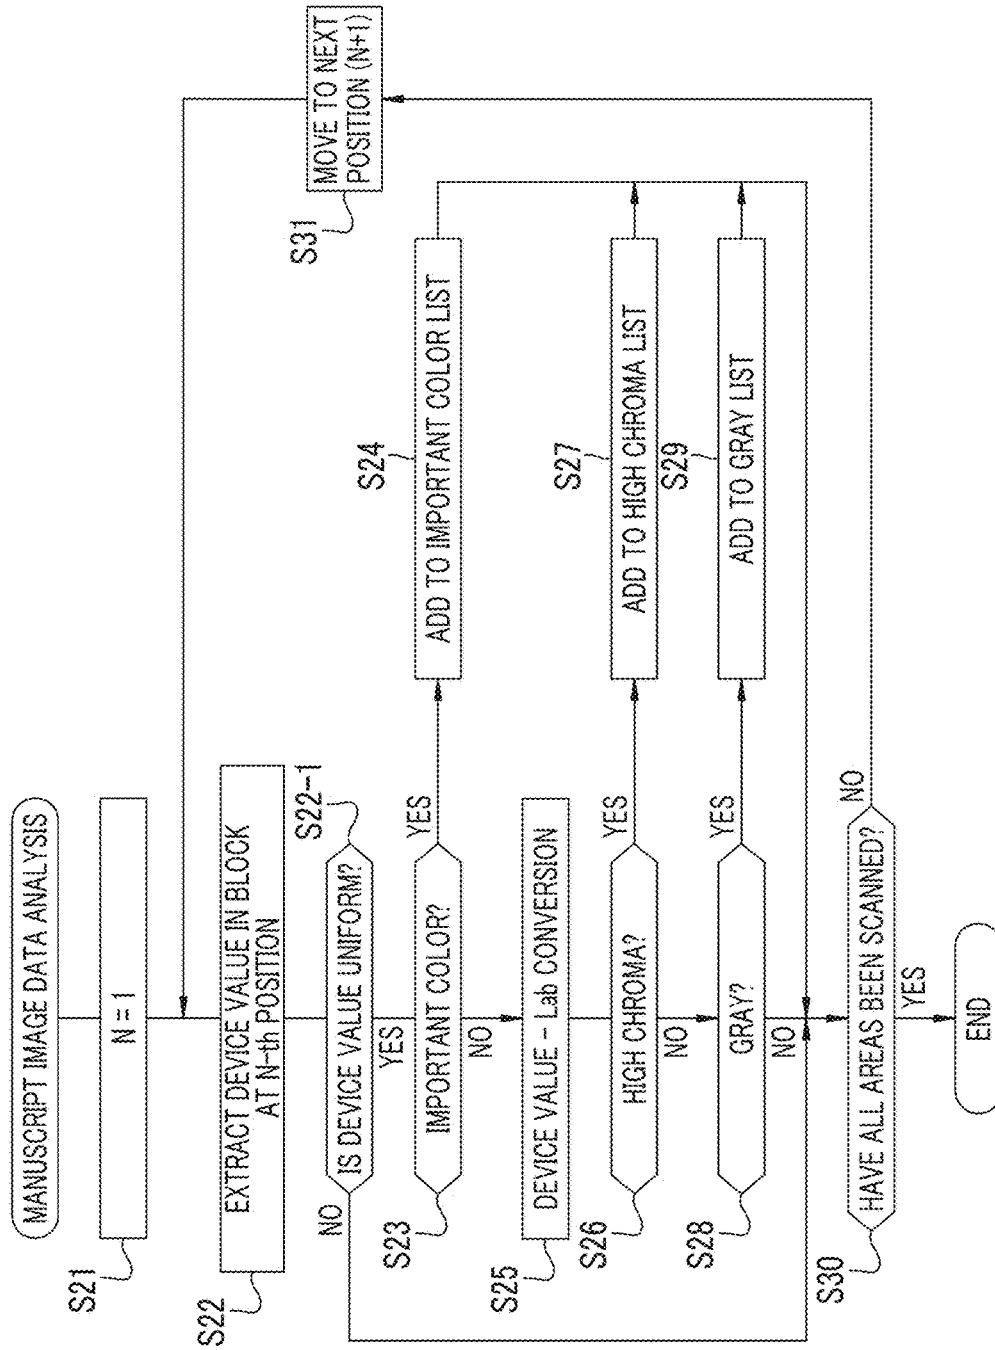 MANUSCRIPT IMAGE DATA ANALYSIS
S21
N = 1
S22
EXTRACT DEVICE VALUE IN BLOCK
AT N-th POSITION
S22-1
IS DEVICE VALUE UNIFORM?
NO
YES
S23
IMPORTANT COLOR?
YES
NO
S24
ADD TO IMPORTANT COLOR LIST
S25
DEVICE VALUE - Lab CONVERSION
S26
HIGH CHROMA?
YES
NO
S27
ADD TO HIGH CHROMA LIST
S28
GRAY?
YES
NO
S29
ADD TO GRAY LIST
S30
HAVE ALL AREAS BEEN SCANNED?
NO
YES
S31
MOVE TO NEXT
POSITION (N+1)
END